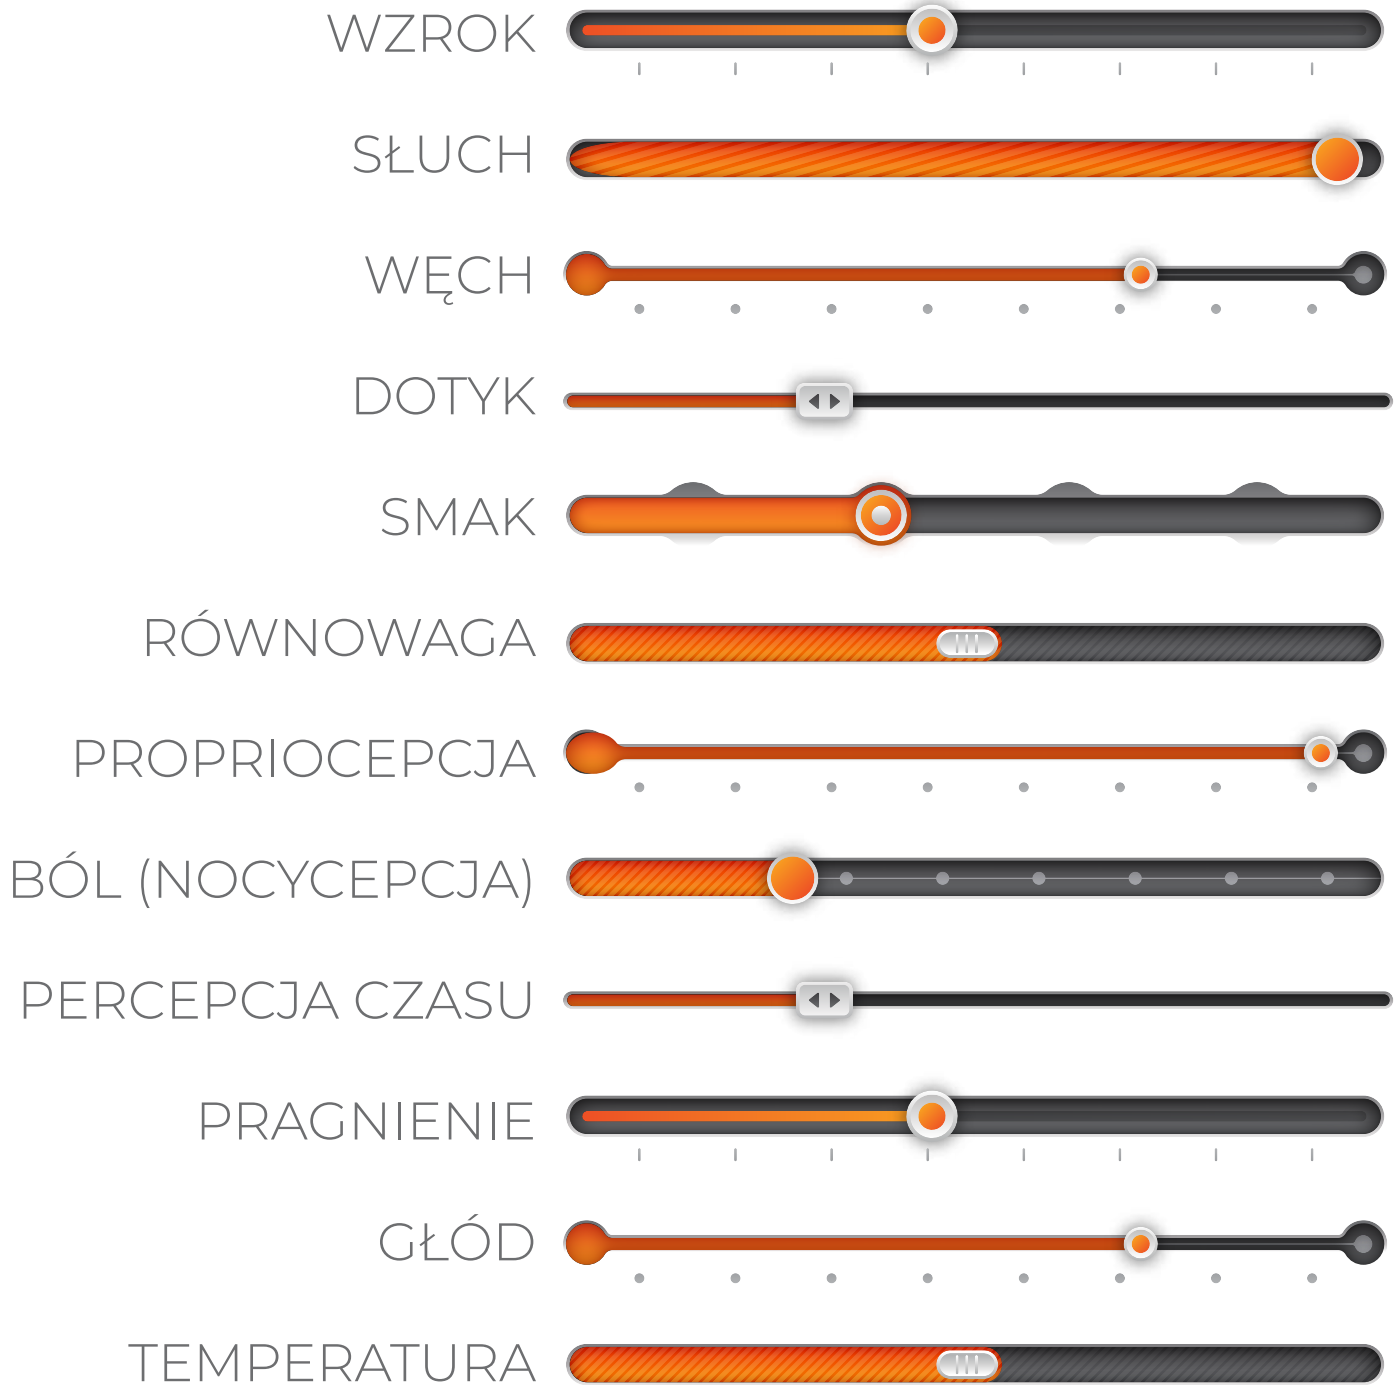 WZROK
SŁUCH
WĘCH
DOTYK
SMAK
RÓWNOWAGA
PROPRIOCEPCJA
BÓL (NOCYCEPCJA)
PERCEPCJA CZASU
PRAGNIENIE
GŁÓD
TEMPERATURA